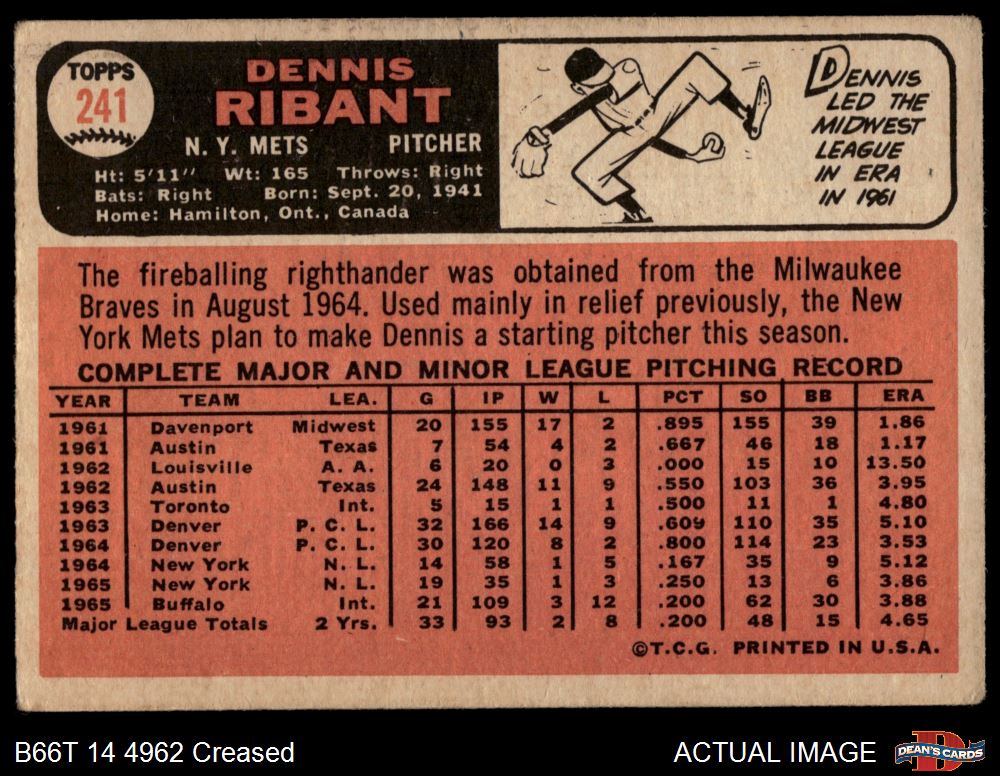 TOPPS
241
DENNIS
RIBANT
N. Y. METS PITCHER
Ht: 5'11" Wt: 165 Throws: Right
Bats: Right Born: Sept. 20, 1941
Home: Hamilton, Ont., Canada
DENNIS
LED THE
MIDWEST
LEAGUE
IN ERA
IN 1961
The fireballing righthander was obtained from the Milwaukee
Braves in August 1964. Used mainly in relief previously, the New
York Mets plan to make Dennis a starting pitcher this season.
COMPLETE MAJOR AND MINOR LEAGUE PITCHING RECORD
YEAR TEAM LEA. G IP W L PCT SO BB ERA
1961 Davenport Midwest 20 155 17 2 .895 155 39 1.86
1961 Austin Texas 7 54 4 2 .667 46 18 1.17
1962 Louisville A. A. 6 20 0 3 .000 15 10 13.50
1962 Austin Texas 24 148 11 9 .550 103 36 3.95
1963 Toronto Int. 5 15 1 1 .500 11 1 4.80
1963 Denver P. C. L. 32 166 14 9 .609 110 35 5.10
1964 Denver P. C. L. 30 120 8 2 .800 114 23 3.53
1964 New York N. L. 14 58 1 5 .167 35 9 5.12
1965 New York N. L. 19 35 1 3 .250 13 6 3.86
1965 Buffalo Int. 21 109 3 12 .200 62 30 3.88
Major League Totals 2 Yrs. 33 93 2 8 .200 48 15 4.65
©T.C.G. PRINTED IN U.S.A.
B66T 14 4962 Creased ACTUAL IMAGE DEAN'S CARDS